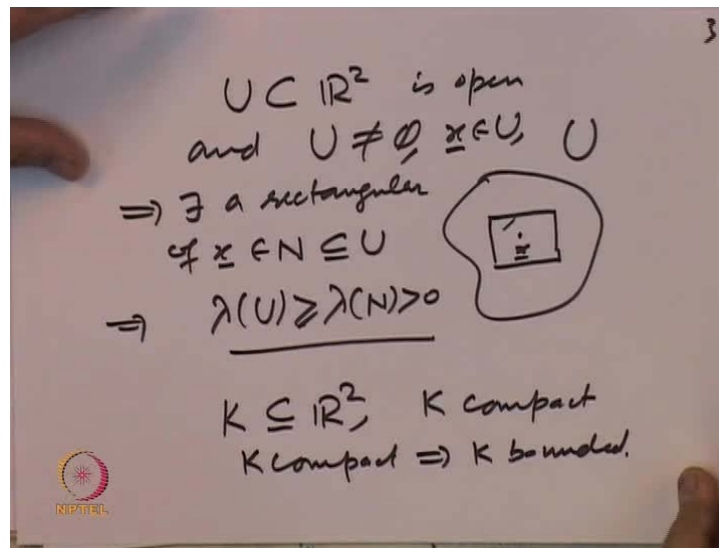 3
U ⊂ ℝ² is open
and U ≠ ∅, x ∈ U, U
⇒ ∃ a rectangular
of x ∈ N ⊆ U
x
⇒ λ(U) ≥ λ(N) > 0
K ⊆ ℝ², K compact
K compact ⇒ K bounded.
NPTEL